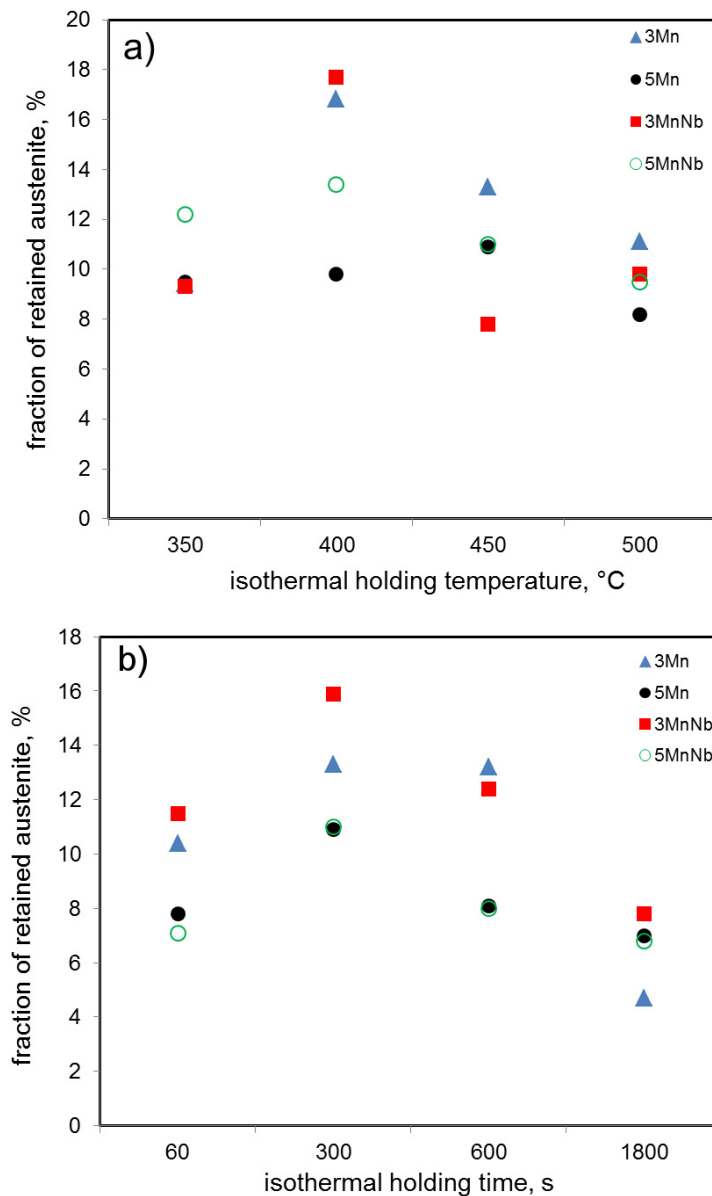 a)
3Mn
5Mn
3MnNb
5MnNb
fraction of retained austenite, %
20
18
16
14
12
10
8
6
4
2
0
350 400 450 500
isothermal holding temperature, °C
b)
3Mn
5Mn
3MnNb
5MnNb
fraction of retained austenite, %
18
16
14
12
10
8
6
4
2
0
60 300 600 1800
isothermal holding time, s